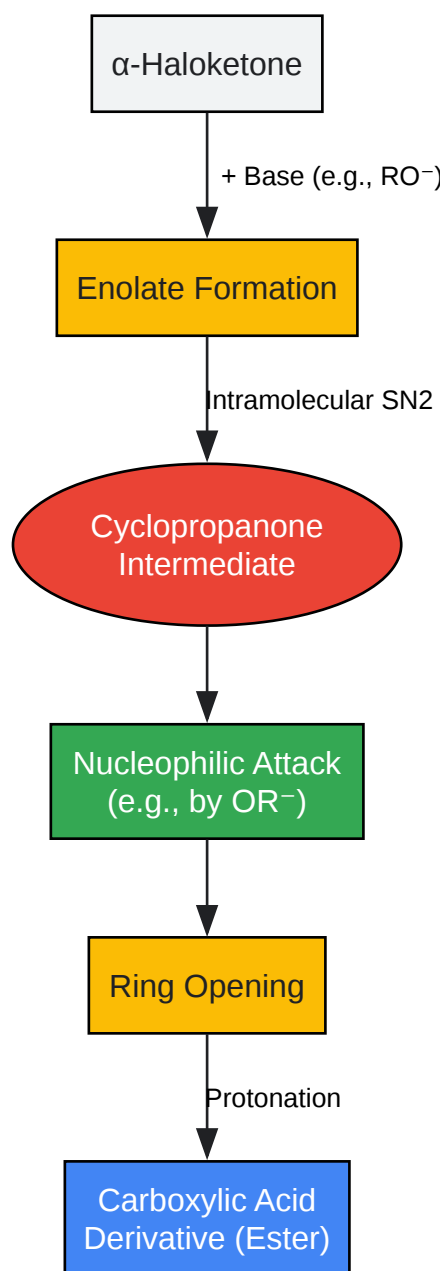 α-Haloketone
+ Base (e.g., RO⁻)
Enolate Formation
Intramolecular SN2
Cyclopropanone
Intermediate
Nucleophilic Attack
(e.g., by OR⁻)
Ring Opening
Protonation
Carboxylic Acid
Derivative (Ester)